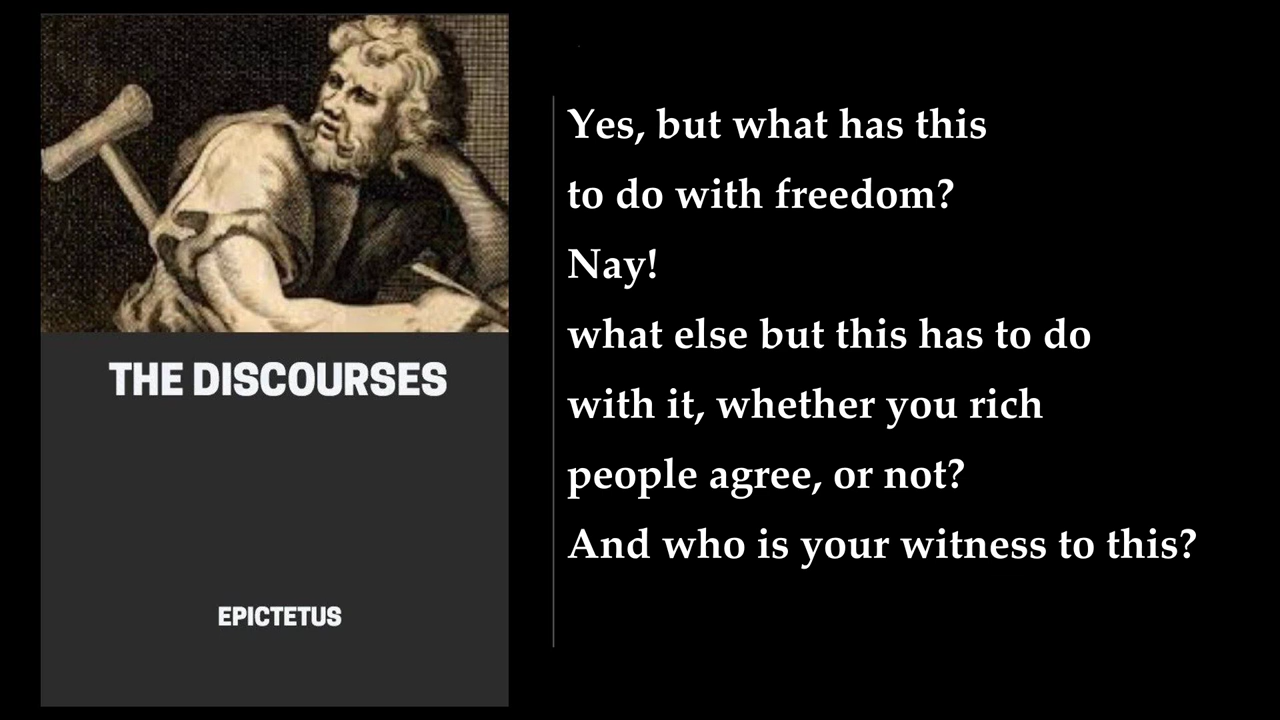 THE DISCOURSES
EPICTETUS
Yes, but what has this
to do with freedom?
Nay!
what else but this has to do
with it, whether you rich
people agree, or not?
And who is your witness to this?